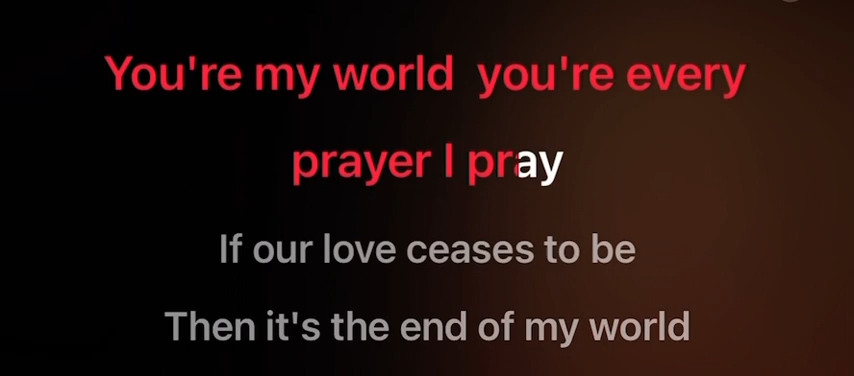 You're my world  you're every
prayer I pray
If our love ceases to be
Then it's the end of my world